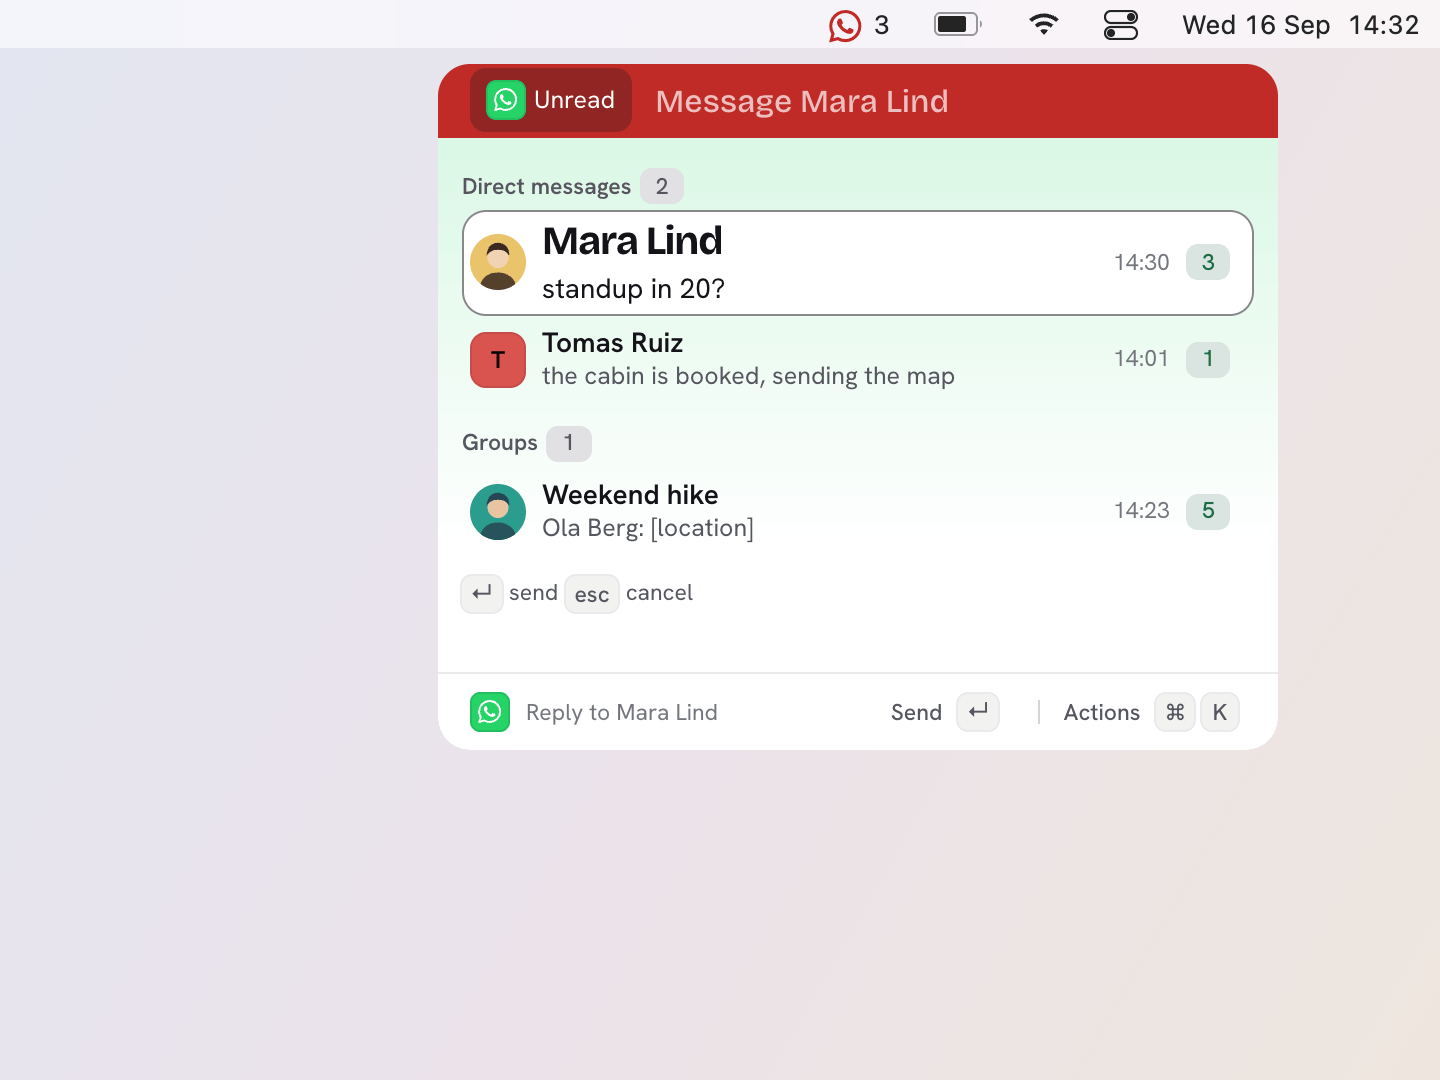 3 Wed 16 Sep 14:32
Unread Message Mara Lind
Direct messages 2
Mara Lind
standup in 20?
14:30 3
T
Tomas Ruiz
the cabin is booked, sending the map
14:01 1
Groups 1
Weekend hike
Ola Berg: [location]
14:23 5
↵ send esc cancel
Reply to Mara Lind Send ↵ Actions ⌘ K